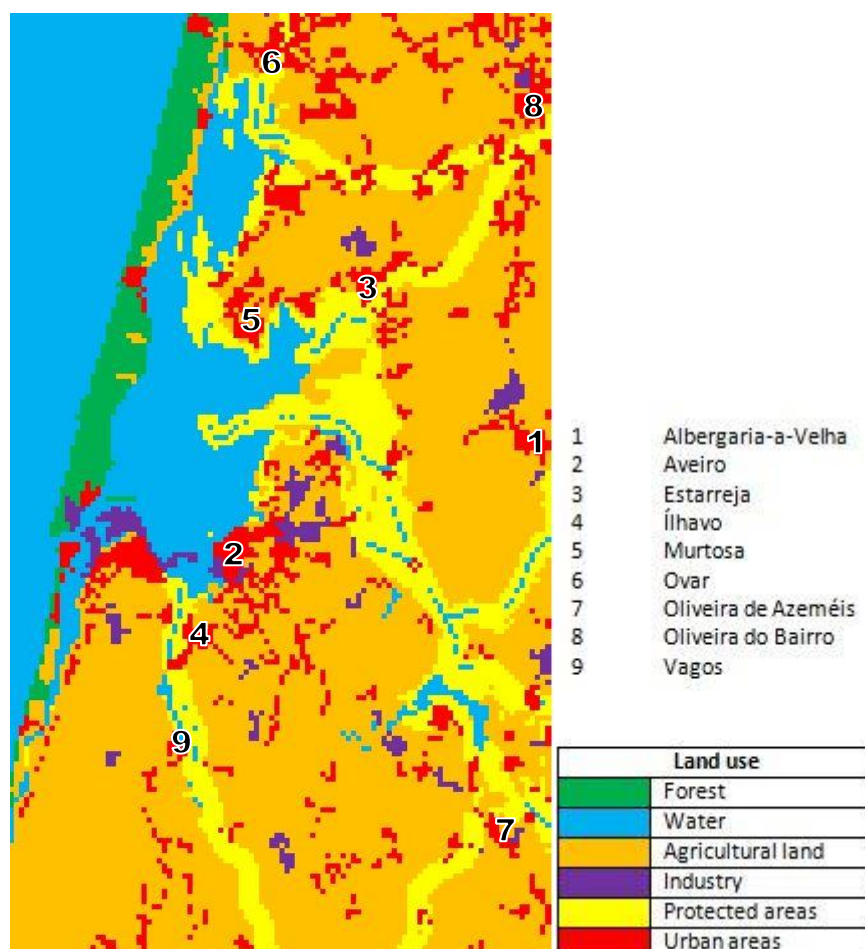 6
8
3
5
1
2
4
9
7
1 Albergaria-a-Velha
2 Aveiro
3 Estarreja
4 Ílhavo
5 Murtosa
6 Ovar
7 Oliveira de Azeméis
8 Oliveira do Bairro
9 Vagos
Land use
Forest
Water
Agricultural land
Industry
Protected areas
Urban areas